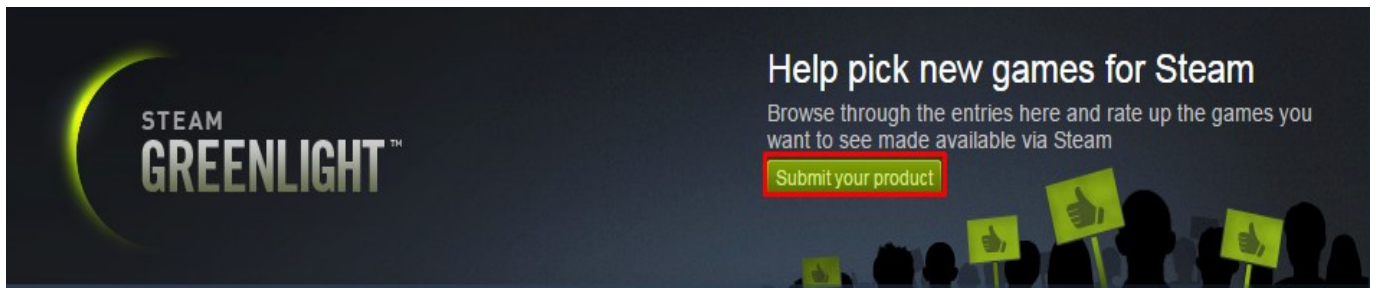 STEAM
GREENLIGHT™
Help pick new games for Steam
Browse through the entries here and rate up the games you
want to see made available via Steam
Submit your product